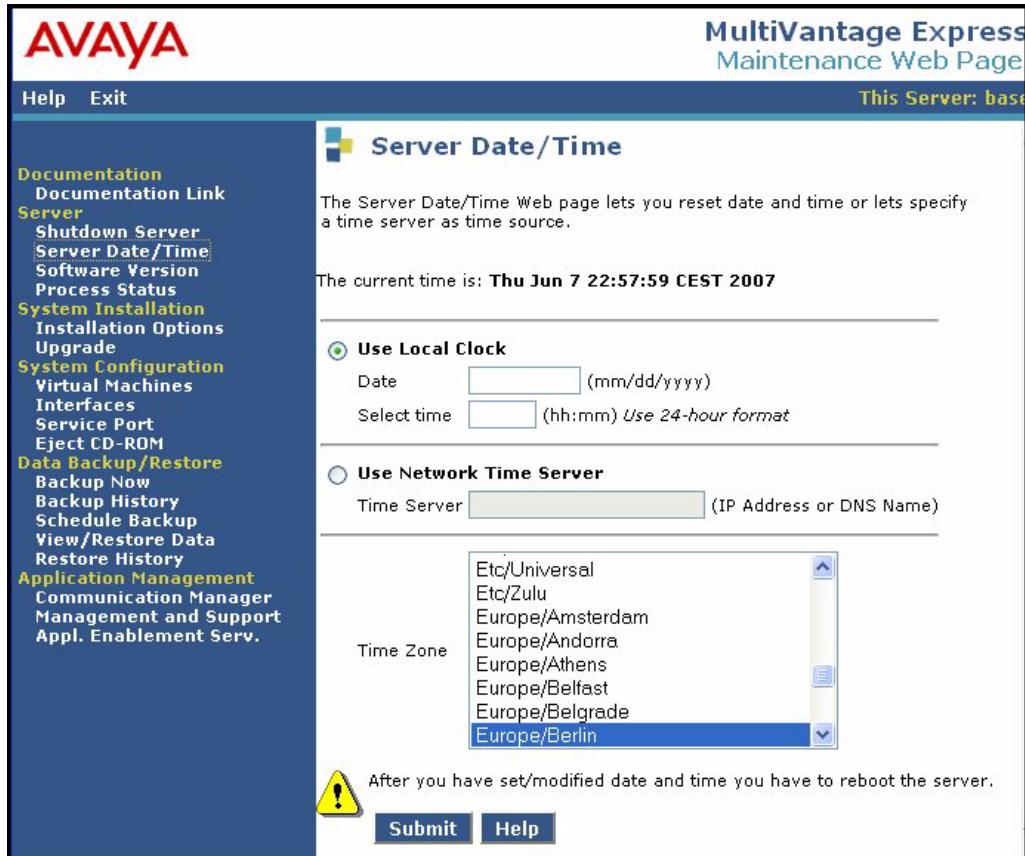 AVAYA
MultiVantage Express
Maintenance Web Page
Help Exit
This Server: base
Documentation
Documentation Link
Server
Shutdown Server
Server Date/Time
Software Version
Process Status
System Installation
Installation Options
Upgrade
System Configuration
Virtual Machines
Interfaces
Service Port
Eject CD-ROM
Data Backup/Restore
Backup Now
Backup History
Schedule Backup
View/Restore Data
Restore History
Application Management
Communication Manager
Management and Support
Appl. Enablement Serv.
Server Date/Time
The Server Date/Time Web page lets you reset date and time or lets specify
a time server as time source.
The current time is: Thu Jun 7 22:57:59 CEST 2007
Use Local Clock
Date (mm/dd/yyyy)
Select time (hh:mm) Use 24-hour format
Use Network Time Server
Time Server (IP Address or DNS Name)
Time Zone
Etc/Universal
Etc/Zulu
Europe/Amsterdam
Europe/Andorra
Europe/Athens
Europe/Belfast
Europe/Belgrade
Europe/Berlin
After you have set/modified date and time you have to reboot the server.
Submit Help